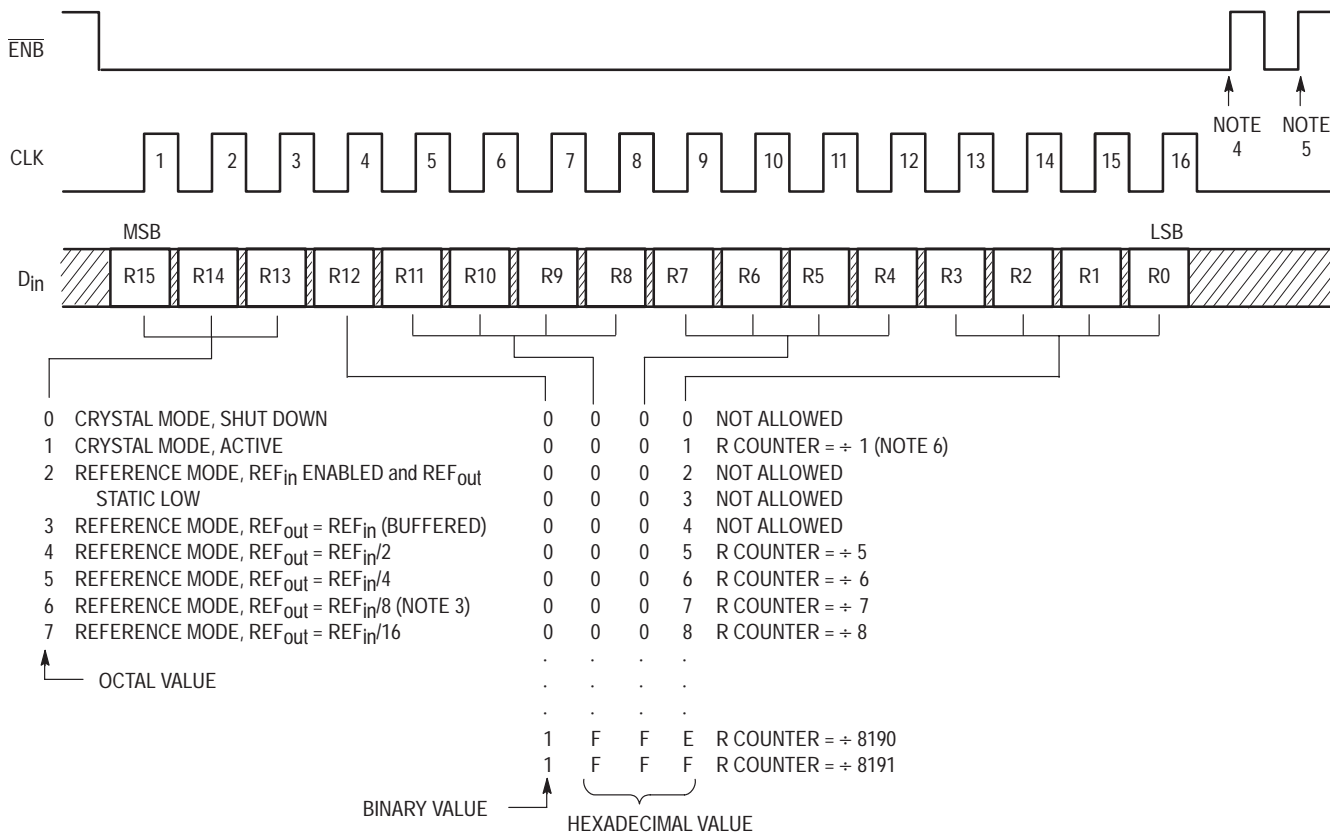 ENB
NOTE 4
NOTE 5
CLK
1 2 3 4 5 6 7 8 9 10 11 12 13 14 15 16
MSB LSB
Din
R15 R14 R13 R12 R11 R10 R9 R8 R7 R6 R5 R4 R3 R2 R1 R0
0 CRYSTAL MODE, SHUT DOWN
1 CRYSTAL MODE, ACTIVE
2 REFERENCE MODE, REFin ENABLED and REFout
STATIC LOW
3 REFERENCE MODE, REFout = REFin (BUFFERED)
4 REFERENCE MODE, REFout = REFin/2
5 REFERENCE MODE, REFout = REFin/4
6 REFERENCE MODE, REFout = REFin/8 (NOTE 3)
7 REFERENCE MODE, REFout = REFin/16
OCTAL VALUE
0 0 0 0 NOT ALLOWED
0 0 0 1 R COUNTER = ÷ 1 (NOTE 6)
0 0 0 2 NOT ALLOWED
0 0 0 3 NOT ALLOWED
0 0 0 4 NOT ALLOWED
0 0 0 5 R COUNTER = ÷ 5
0 0 0 6 R COUNTER = ÷ 6
0 0 0 7 R COUNTER = ÷ 7
0 0 0 8 R COUNTER = ÷ 8
. . . .
. . . .
. . . .
1 F F E R COUNTER = ÷ 8190
1 F F F R COUNTER = ÷ 8191
BINARY VALUE
HEXADECIMAL VALUE